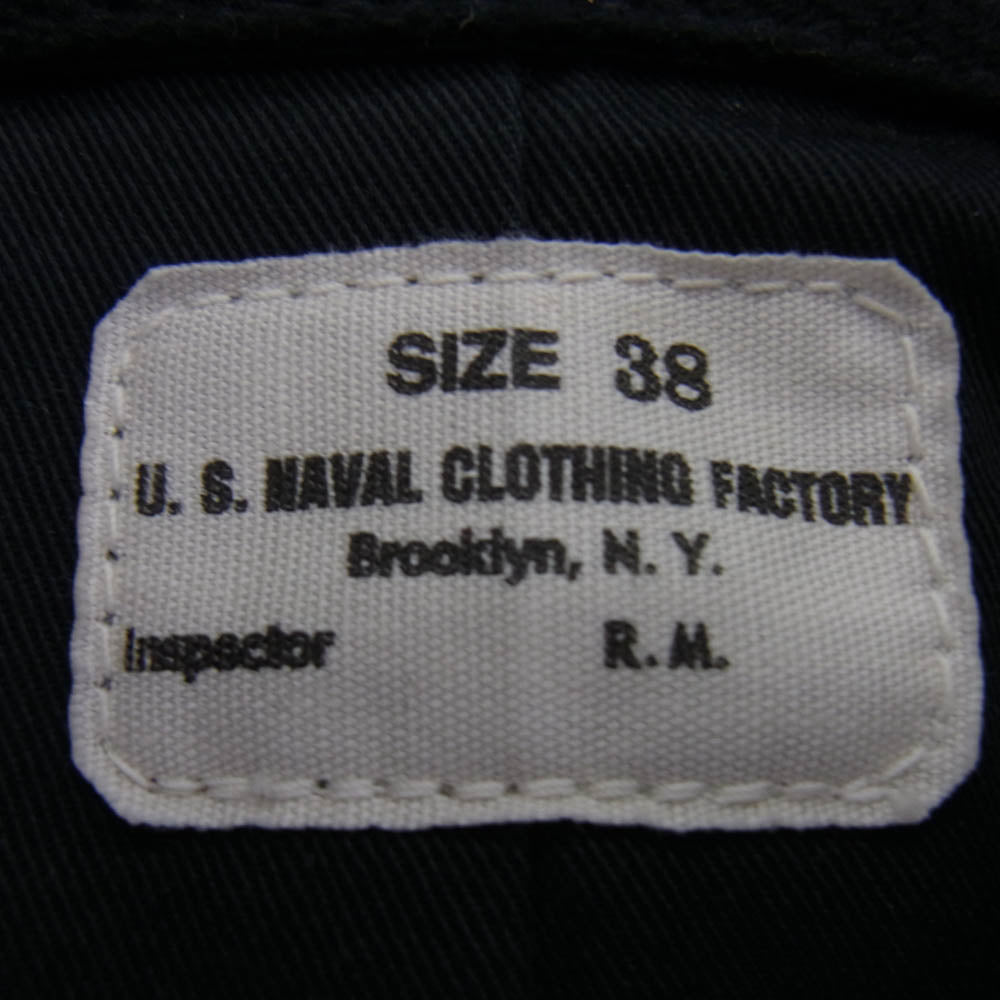 SIZE 38
U. S. NAVAL CLOTHING FACTORY
Brooklyn, N. Y.
Inspector R. M.